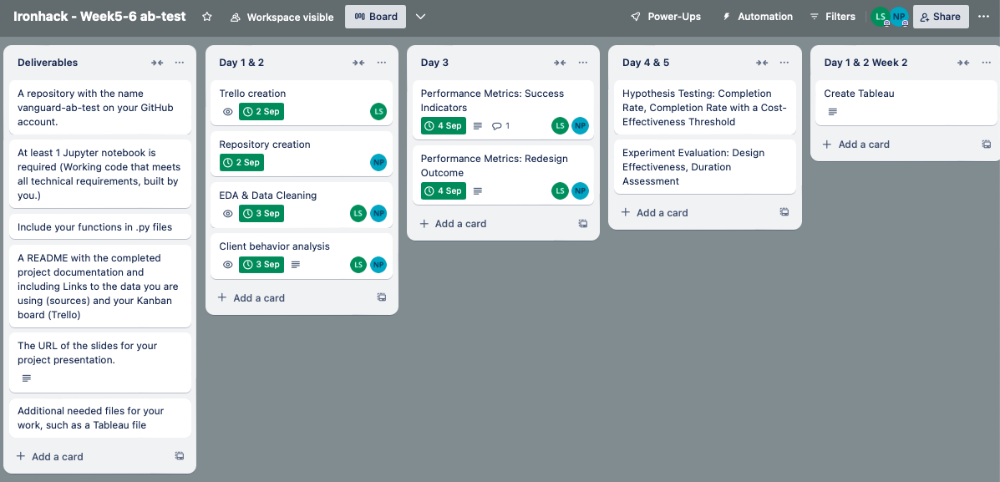 Ironhack - Week5-6 ab-test
Workspace visible
Board
Power-Ups
Automation
Filters
LS
NP
Share
Deliverables
A repository with the name
vanguard-ab-test on your GitHub
account.
At least 1 Jupyter notebook is
required (Working code that meets
all technical requirements, built by
you.)
Include your functions in .py files
A README with the completed
project documentation and
including Links to the data you are
using (sources) and your Kanban
board (Trello)
The URL of the slides for your
project presentation.
Additional needed files for your
work, such as a Tableau file
Add a card
Day 1 & 2
Trello creation
2 Sep
LS
Repository creation
2 Sep
NP
EDA & Data Cleaning
3 Sep
LS
NP
Client behavior analysis
3 Sep
LS
NP
Add a card
Day 3
Performance Metrics: Success
Indicators
4 Sep
1
LS
NP
Performance Metrics: Redesign
Outcome
4 Sep
LS
NP
Add a card
Day 4 & 5
Hypothesis Testing: Completion
Rate, Completion Rate with a Cost-
Effectiveness Threshold
Experiment Evaluation: Design
Effectiveness, Duration
Assessment
Add a card
Day 1 & 2 Week 2
Create Tableau
Add a card